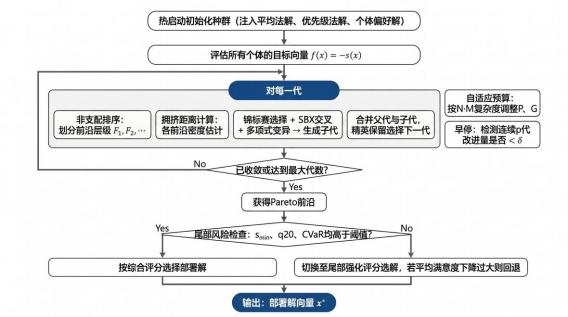 热启动初始化种群（注入平均法解、优先级法解、个体偏好解）
评估所有个体的目标向量 f(x)=−s(x)
对每一代
非支配排序：
划分前沿层级 F₁, F₂, ⋯
拥挤距离计算：
各前沿密度估计
锦标赛选择 + SBX交叉
+ 多项式变异 → 生成子代
合并父代与子代，
精英保留选择下一代
自适应预算：
按N·M复杂度调整P、G
早停：检测连续p代
改进量是否 < δ
No
已收敛或达到最大代数?
Yes
获得Pareto前沿
Yes
尾部风险检查：s_min、q20、CVaR均高于阈值?
No
按综合评分选择部署解
切换至尾部强化评分选解，若平均满意度下降过大则回退
输出：部署解向量 x*